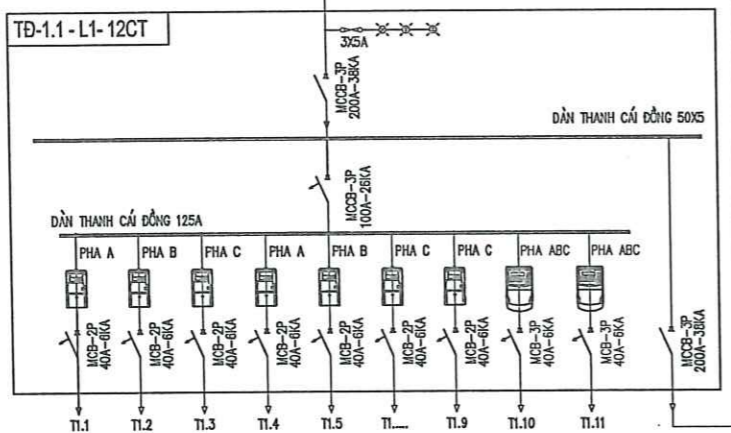 TĐ-1.1 - L1- 12CT
3X5A
MCCB-3P
200A-38KA
DÀN THANH CÁI ĐỒNG 50X5
MCCB-3P
100A-26KA
DÀN THANH CÁI ĐỒNG 125A
PHA A PHA B PHA C PHA A PHA B PHA C PHA C PHA ABC PHA ABC
MCB-2P
40A-6KA
MCB-2P
40A-6KA
MCB-2P
40A-6KA
MCB-2P
40A-6KA
MCB-2P
40A-6KA
MCB-2P
40A-6KA
MCB-2P
40A-6KA
MCB-3P
40A-6KA
MCB-3P
40A-6KA
MCCB-3P
200A-38KA
T1.1 T1.2 T1.3 T1.4 T1.5 T1..... T1.9 T1.10 T1.11